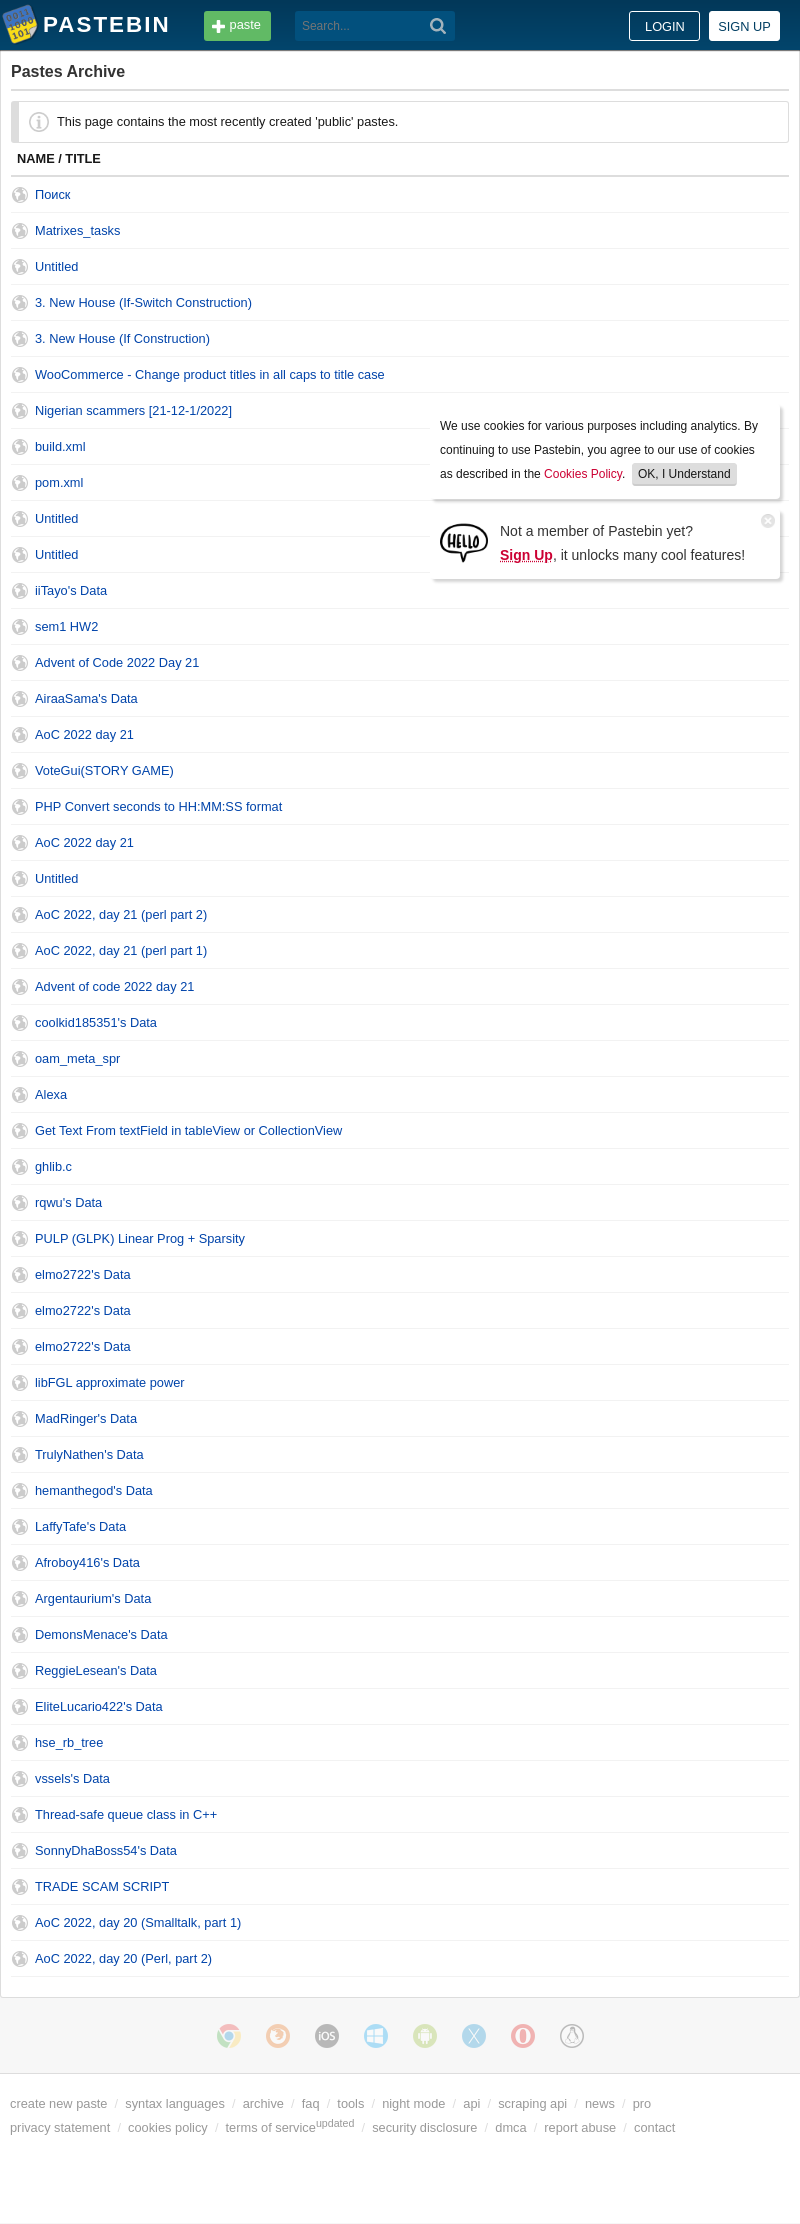 PASTEBIN
paste
Search...
LOGIN
SIGN UP
Pastes Archive
This page contains the most recently created 'public' pastes.
NAME / TITLE
Поиск
Matrixes_tasks
Untitled
3. New House (If-Switch Construction)
3. New House (If Construction)
WooCommerce - Change product titles in all caps to title case
Nigerian scammers [21-12-1/2022]
build.xml
pom.xml
Untitled
Untitled
We use cookies for various purposes including analytics. By
continuing to use Pastebin, you agree to our use of cookies
as described in the Cookies Policy. OK, I Understand
HELLO
Not a member of Pastebin yet?
Sign Up, it unlocks many cool features!
iiTayo's Data
sem1 HW2
Advent of Code 2022 Day 21
AiraaSama's Data
AoC 2022 day 21
VoteGui(STORY GAME)
PHP Convert seconds to HH:MM:SS format
AoC 2022 day 21
Untitled
AoC 2022, day 21 (perl part 2)
AoC 2022, day 21 (perl part 1)
Advent of code 2022 day 21
coolkid185351's Data
oam_meta_spr
Alexa
Get Text From textField in tableView or CollectionView
ghlib.c
rqwu's Data
PULP (GLPK) Linear Prog + Sparsity
elmo2722's Data
elmo2722's Data
elmo2722's Data
libFGL approximate power
MadRinger's Data
TrulyNathen's Data
hemanthegod's Data
LaffyTafe's Data
Afroboy416's Data
Argentaurium's Data
DemonsMenace's Data
ReggieLesean's Data
EliteLucario422's Data
hse_rb_tree
vssels's Data
Thread-safe queue class in C++
SonnyDhaBoss54's Data
TRADE SCAM SCRIPT
AoC 2022, day 20 (Smalltalk, part 1)
AoC 2022, day 20 (Perl, part 2)
iOS
create new paste / syntax languages / archive / faq / tools / night mode / api / scraping api / news / pro
privacy statement / cookies policy / terms of service updated / security disclosure / dmca / report abuse / contact